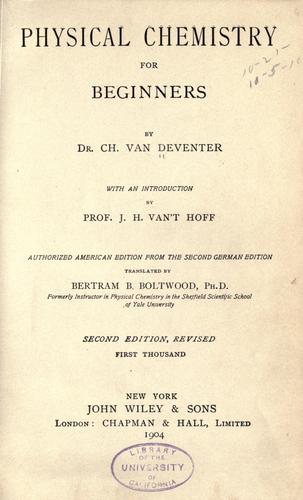 PHYSICAL CHEMISTRY
FOR
BEGINNERS
BY
DR. CH. VAN DEVENTER
WITH AN INTRODUCTION
BY
PROF. J. H. VAN'T HOFF
AUTHORIZED AMERICAN EDITION FROM THE SECOND GERMAN EDITION
TRANSLATED BY
BERTRAM B. BOLTWOOD, PH.D.
Formerly Instructor in Physical Chemistry in the Sheffield Scientific School
of Yale University
SECOND EDITION, REVISED
FIRST THOUSAND
NEW YORK
JOHN WILEY & SONS
LONDON: CHAPMAN & HALL, LIMITED
1904
LIBRARY
OF THE
UNIVERSITY
OF
CALIFORNIA